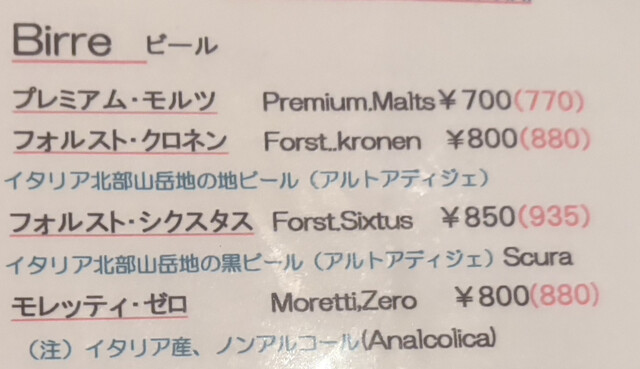 Birre ビール
プレミアム・モルツ Premium.Malts¥700(770)
フォルスト・クロネン Forst..kronen ¥800(880)
イタリア北部山岳地の地ビール（アルトアディジェ）
フォルスト・シクスタス Forst.Sixtus ¥850(935)
イタリア北部山岳地の黒ビール（アルトアディジェ）Scura
モレッティ・ゼロ Moretti,Zero ¥800(880)
（注）イタリア産、ノンアルコール(Analcolica)